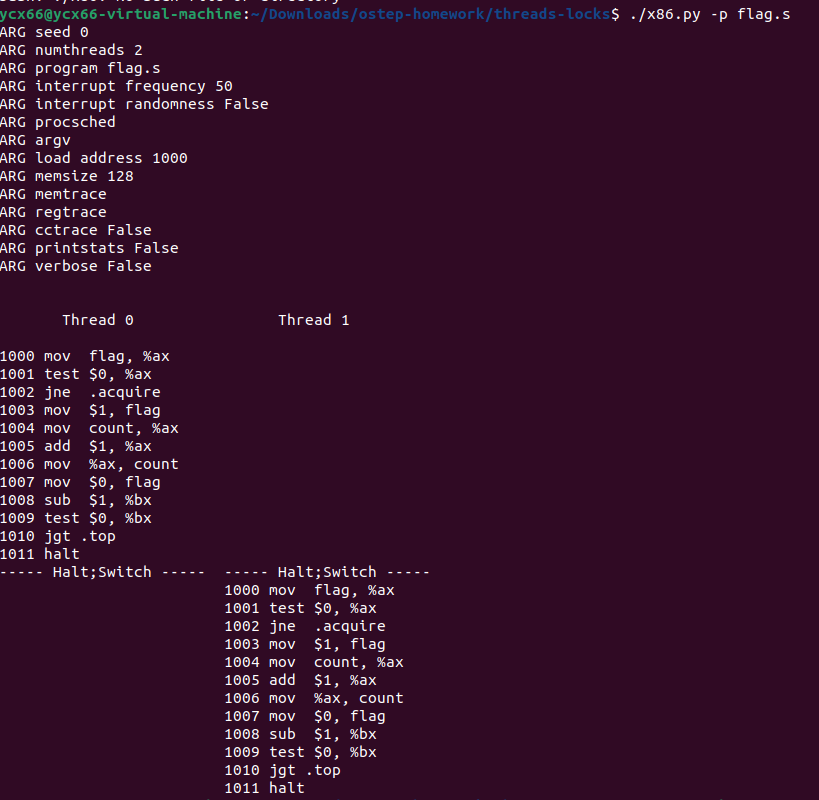 ycx66@ycx66-virtual-machine:~/Downloads/ostep-homework/threads-locks$ ./x86.py -p flag.s
ARG seed 0
ARG numthreads 2
ARG program flag.s
ARG interrupt frequency 50
ARG interrupt randomness False
ARG procsched
ARG argv
ARG load address 1000
ARG memsize 128
ARG memtrace
ARG regtrace
ARG cctrace False
ARG printstats False
ARG verbose False
Thread 0                Thread 1
1000 mov  flag, %ax
1001 test $0, %ax
1002 jne  .acquire
1003 mov  $1, flag
1004 mov  count, %ax
1005 add  $1, %ax
1006 mov  %ax, count
1007 mov  $0, flag
1008 sub  $1, %bx
1009 test $0, %bx
1010 jgt .top
1011 halt
----- Halt;Switch -----  ----- Halt;Switch -----
1000 mov  flag, %ax
1001 test $0, %ax
1002 jne  .acquire
1003 mov  $1, flag
1004 mov  count, %ax
1005 add  $1, %ax
1006 mov  %ax, count
1007 mov  $0, flag
1008 sub  $1, %bx
1009 test $0, %bx
1010 jgt .top
1011 halt